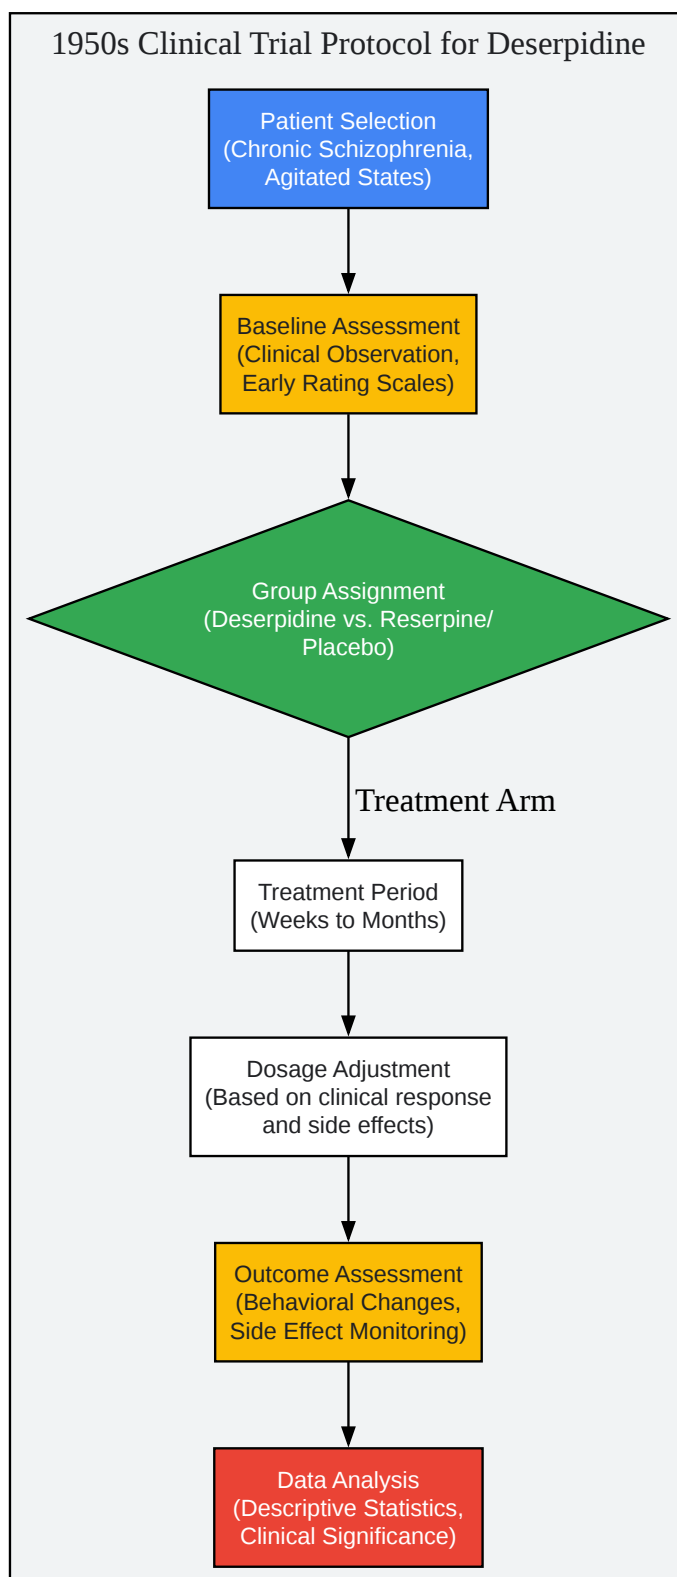 1950s Clinical Trial Protocol for Deserpidine
Patient Selection
(Chronic Schizophrenia,
Agitated States)
Baseline Assessment
(Clinical Observation,
Early Rating Scales)
Group Assignment
(Deserpidine vs. Reserpine/
Placebo)
Treatment Arm
Treatment Period
(Weeks to Months)
Dosage Adjustment
(Based on clinical response
and side effects)
Outcome Assessment
(Behavioral Changes,
Side Effect Monitoring)
Data Analysis
(Descriptive Statistics,
Clinical Significance)